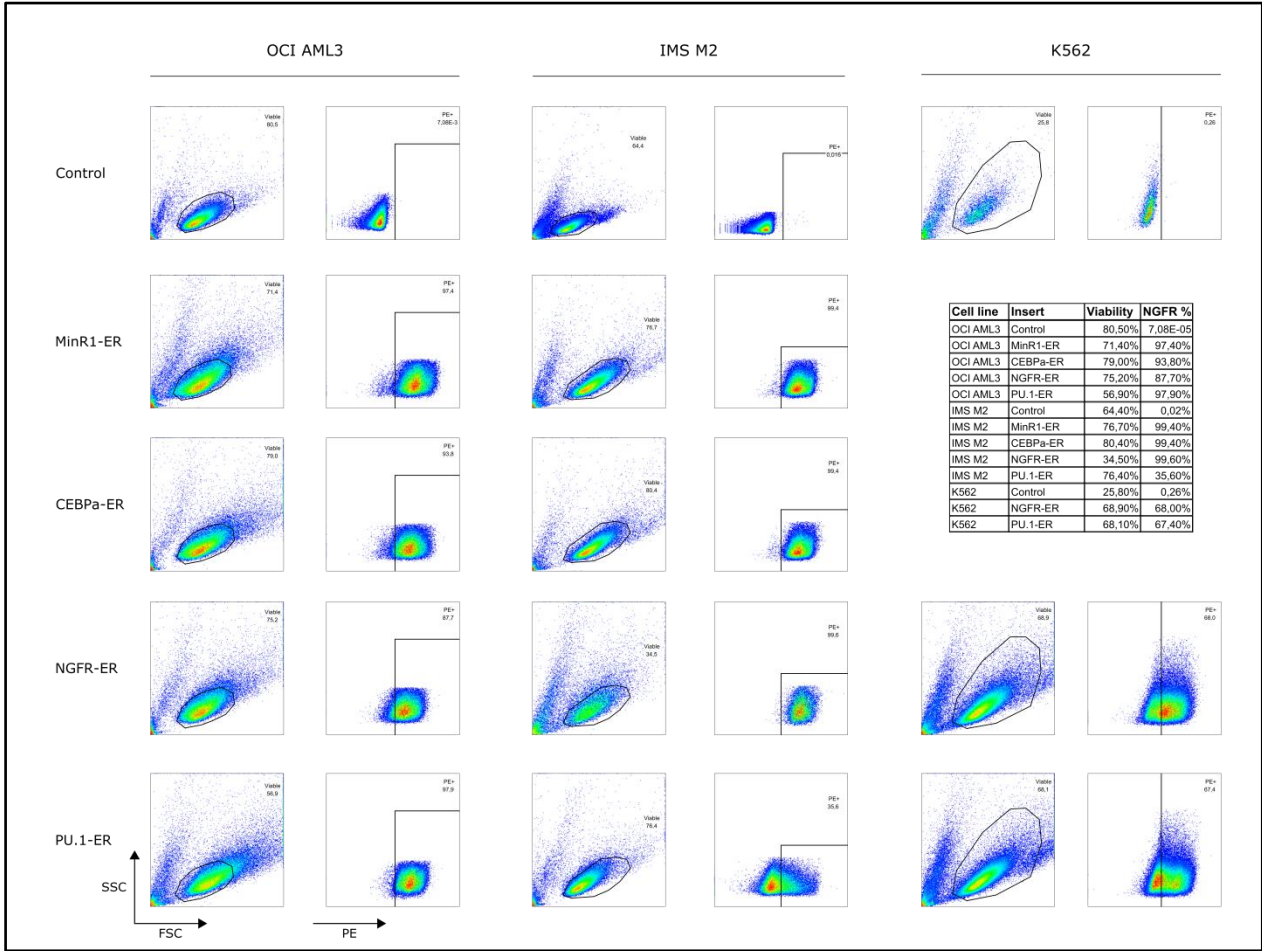 OCI AML3
IMS M2
K562
Control
Viable
80,5
PE+
7,08E-3
Viable
64,4
PE+
0,016
Viable
25,8
PE+
0,26
MinR1-ER
Viable
71,4
PE+
97,4
Viable
76,7
PE+
99,4
Cell line Insert Viability NGFR %
OCI AML3 Control 80,50% 7,08E-05
OCI AML3 MinR1-ER 71,40% 97,40%
OCI AML3 CEBPa-ER 79,00% 93,80%
OCI AML3 NGFR-ER 75,20% 87,70%
OCI AML3 PU.1-ER 56,90% 97,90%
IMS M2 Control 64,40% 0,02%
IMS M2 MinR1-ER 76,70% 99,40%
IMS M2 CEBPa-ER 80,40% 99,40%
IMS M2 NGFR-ER 34,50% 99,60%
IMS M2 PU.1-ER 76,40% 35,60%
K562 Control 25,80% 0,26%
K562 NGFR-ER 68,90% 68,00%
K562 PU.1-ER 68,10% 67,40%
CEBPa-ER
Viable
79,0
PE+
93,8
Viable
80,4
PE+
99,4
NGFR-ER
Viable
75,2
PE+
87,7
Viable
34,5
PE+
99,6
Viable
68,9
PE+
68,0
PU.1-ER
Viable
56,9
PE+
97,9
Viable
76,4
PE+
35,6
Viable
68,1
PE+
67,4
SSC
FSC
PE